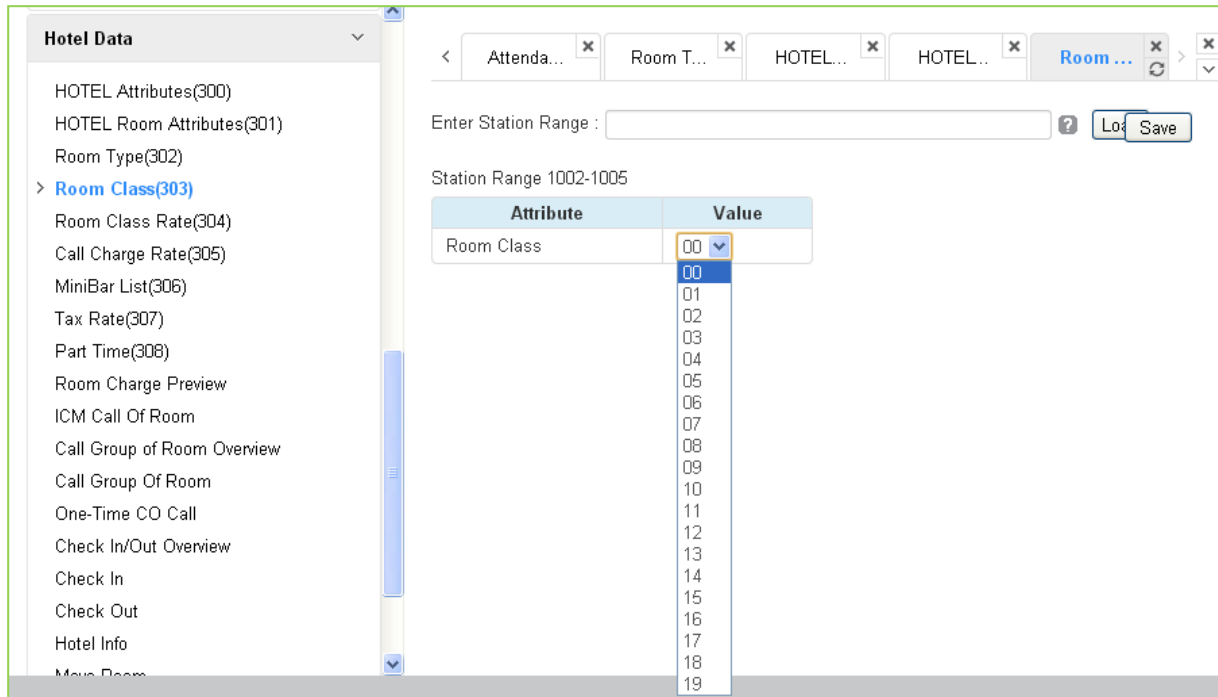 Hotel Data
HOTEL Attributes(300)
HOTEL Room Attributes(301)
Room Type(302)
Room Class(303)
Room Class Rate(304)
Call Charge Rate(305)
MiniBar List(306)
Tax Rate(307)
Part Time(308)
Room Charge Preview
ICM Call Of Room
Call Group of Room Overview
Call Group Of Room
One-Time CO Call
Check In/Out Overview
Check In
Check Out
Hotel Info
Attenda... Room T... HOTEL... HOTEL... Room ...
Enter Station Range : Save
Station Range 1002-1005
Attribute Value
Room Class 00
00
01
02
03
04
05
06
07
08
09
10
11
12
13
14
15
16
17
18
19